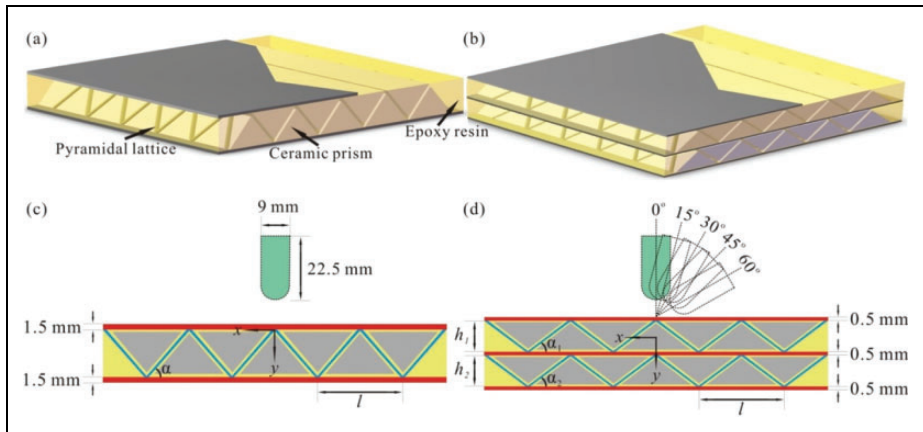 (a)
(b)
Pyramidal lattice
Ceramic prism
Epoxy resin
(c)
9 mm
22.5 mm
1.5 mm
1.5 mm
x
y
α
l
(d)
0°
15°
30°
45°
60°
h₁
h₂
α₁
α₂
x
y
0.5 mm
0.5 mm
0.5 mm
l